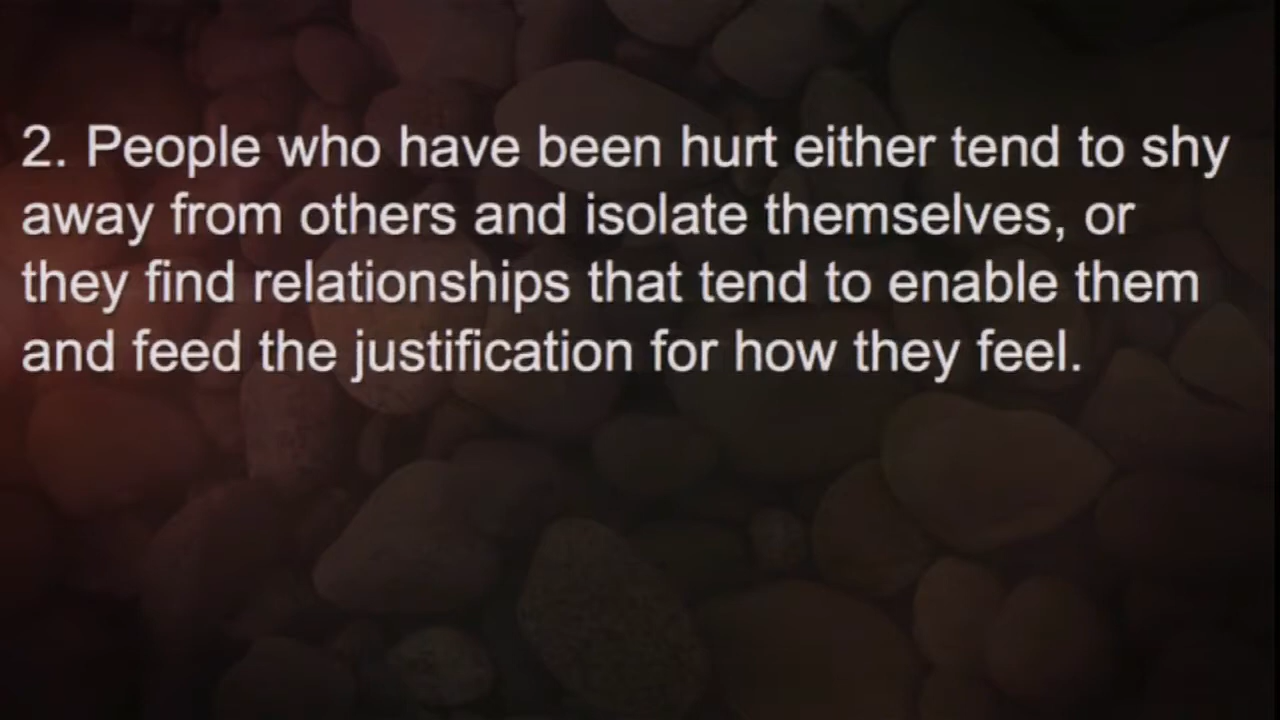 2. People who have been hurt either tend to shy
away from others and isolate themselves, or
they find relationships that tend to enable them
and feed the justification for how they feel.